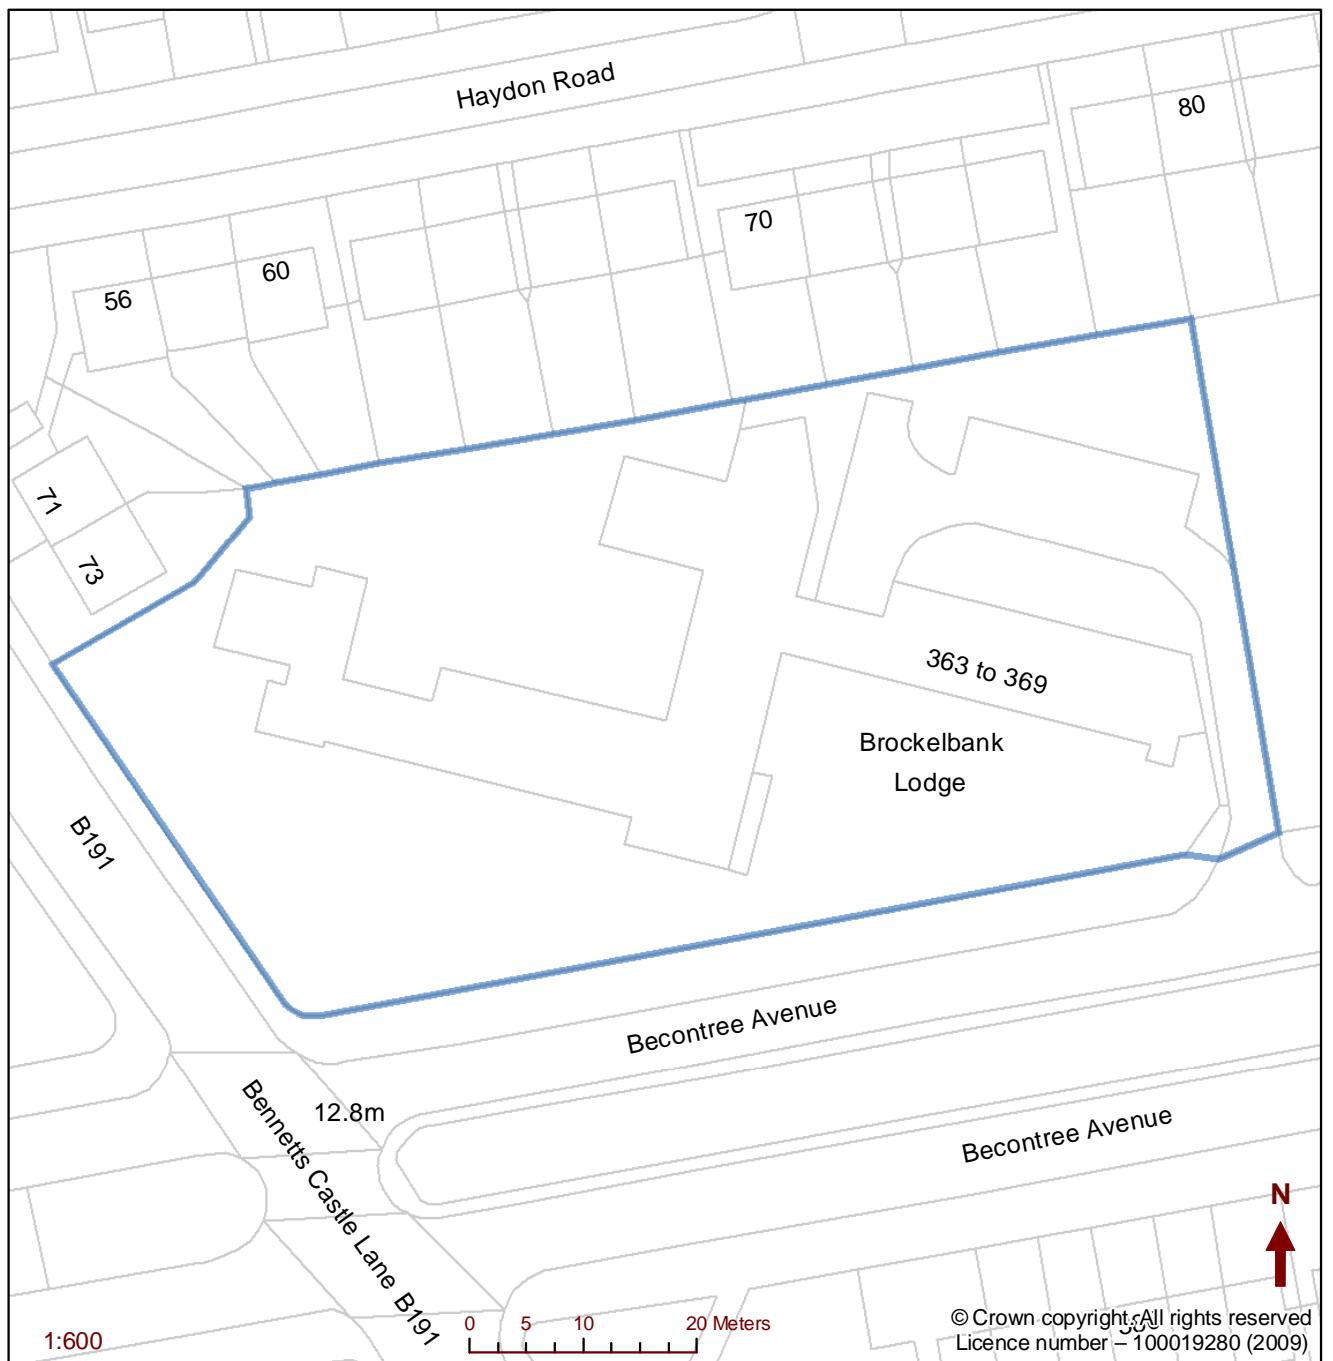 Haydon Road
80
70
60
56
71
73
363 to 369
Brockelbank
Lodge
B191
Becontree Avenue
12.8m
Bennetts Castle Lane B191
Becontree Avenue
N
0 5 10 20 Meters
1:600
© Crown copyright. All rights reserved
Licence number – 100019280 (2009)